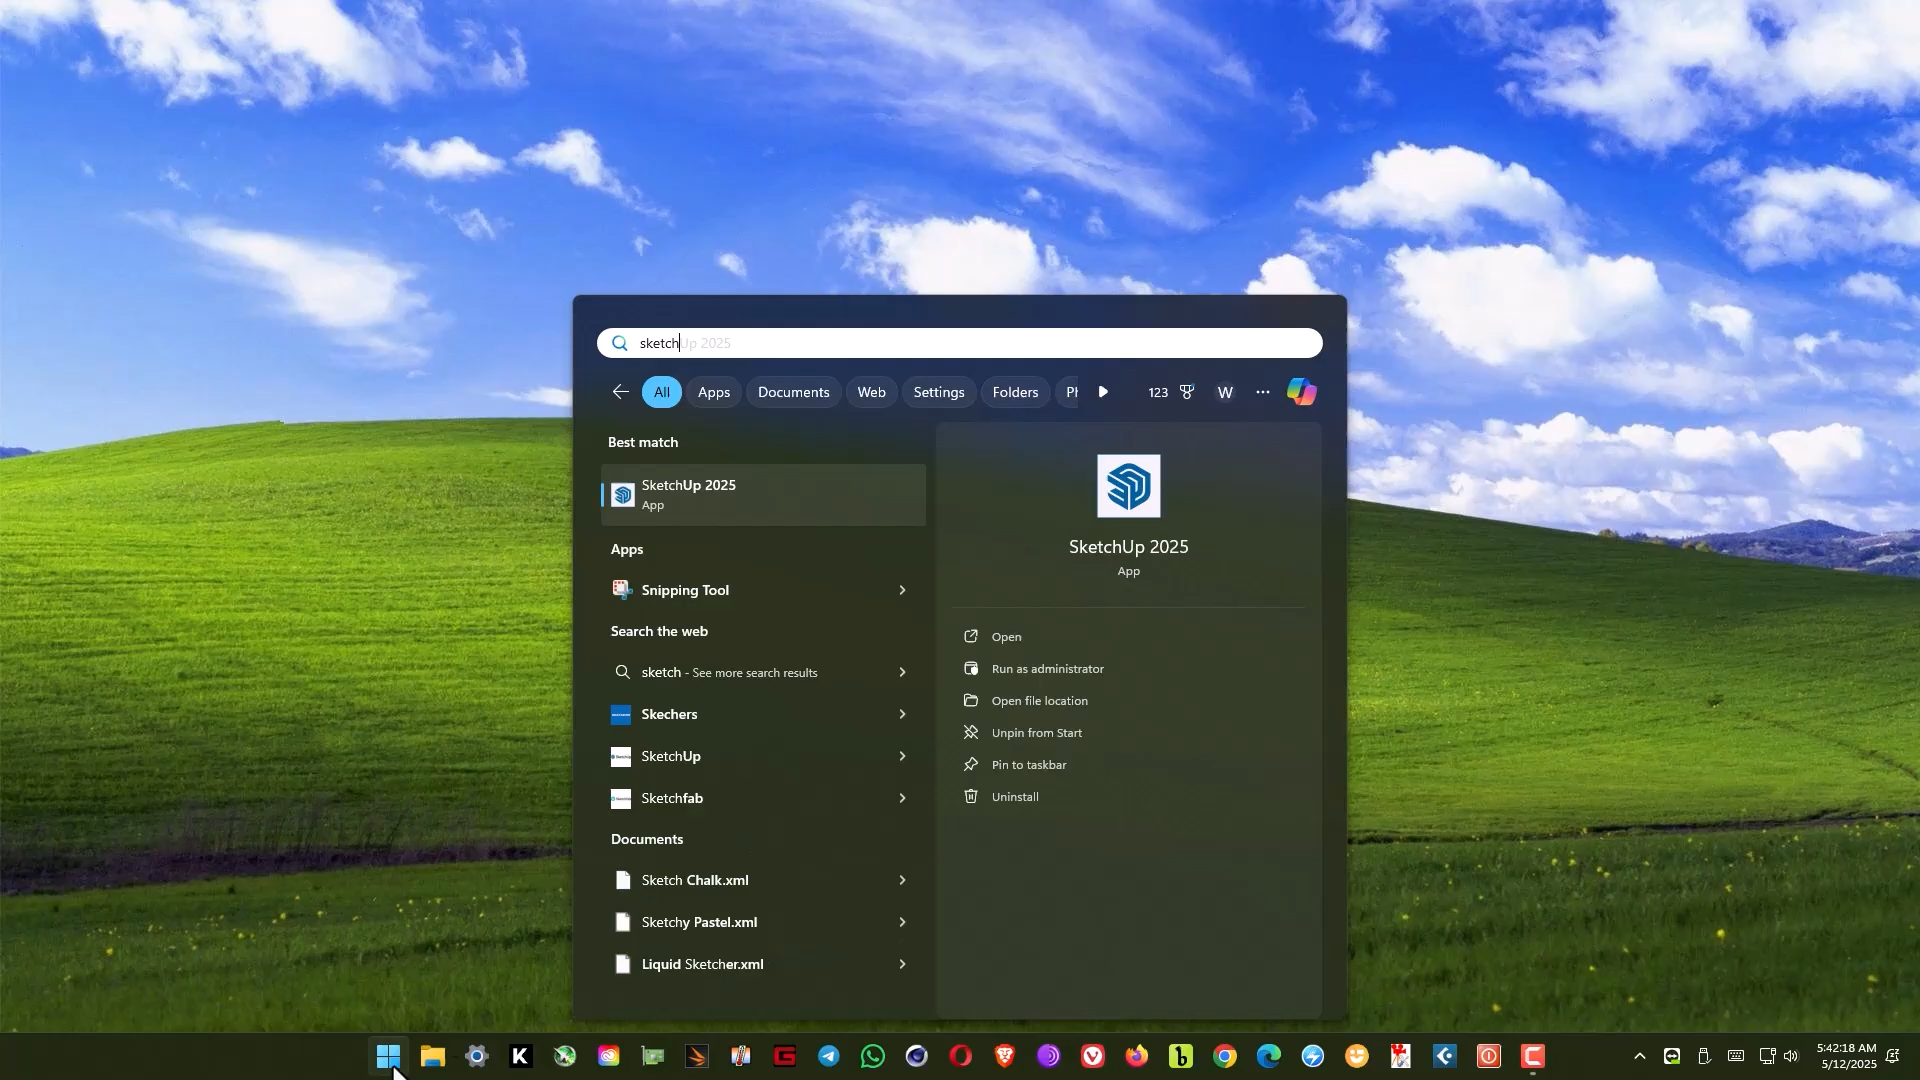 sketchUp 2025
All Apps Documents Web Settings Folders 123 W
Best match
SketchUp 2025
App
Apps
Snipping Tool
Search the web
sketch - See more search results
Skechers
SketchUp
Sketchfab
Documents
Sketch Chalk.xml
Sketchy Pastel.xml
Liquid Sketcher.xml
SketchUp 2025
App
Open
Run as administrator
Open file location
Unpin from Start
Pin to taskbar
Uninstall
5:42:18 AM
5/12/2025